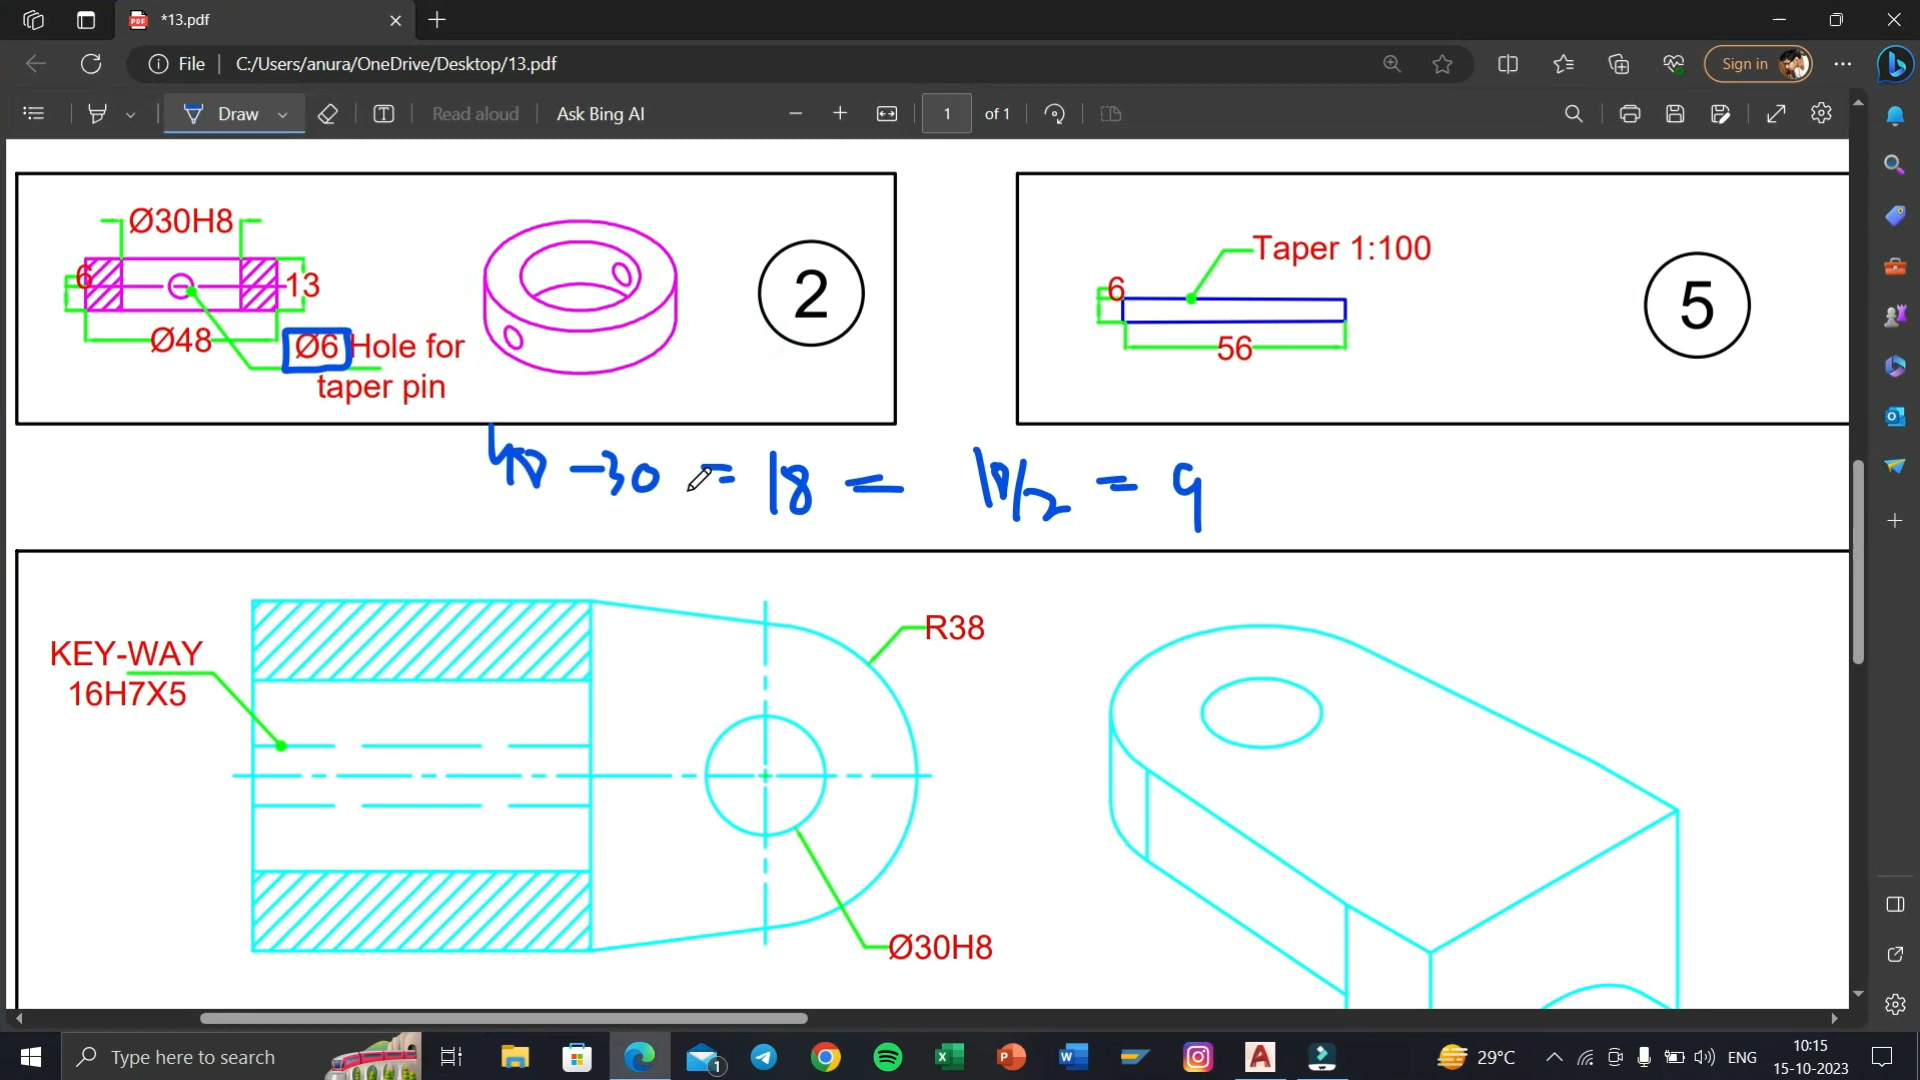 *13.pdf
File
C:/Users/anura/OneDrive/Desktop/13.pdf
Sign in
Draw
Read aloud
Ask Bing AI
1
of 1
Ø30H8
6
13
Ø48
Ø6 Hole for
taper pin
2
Taper 1:100
6
56
5
48 -30 = 18 = 18/2 = 9
KEY-WAY
16H7X5
R38
Ø30H8
Type here to search
1
29°C
ENG
10:15
15-10-2023